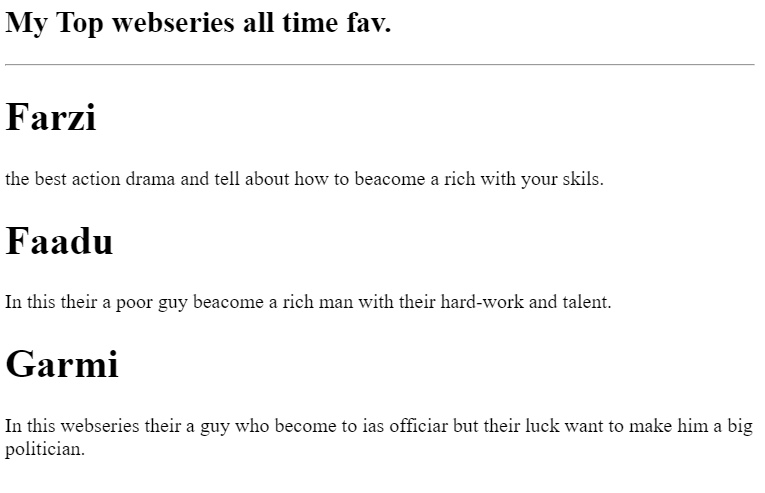 My Top webseries all time fav.
Farzi
the best action drama and tell about how to beacome a rich with your skils.
Faadu
In this their a poor guy beacome a rich man with their hard-work and talent.
Garmi
In this webseries their a guy who become to ias officiar but their luck want to make him a big
politician.